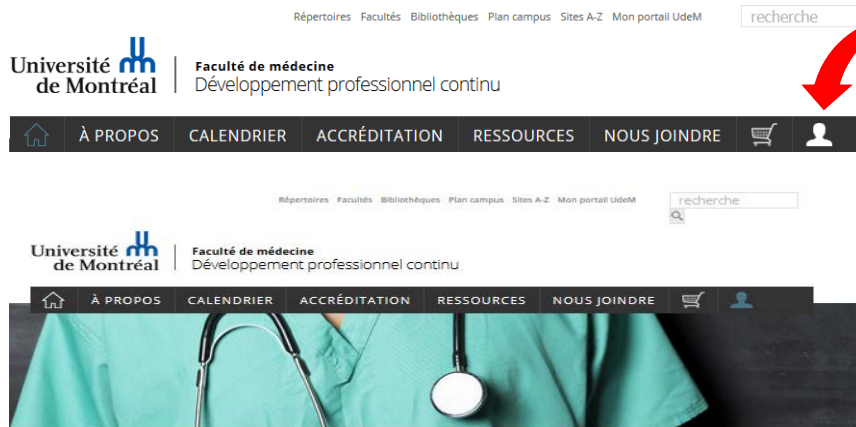 Répertoires Facultés Bibliothèques Plan campus Sites A-Z Mon portail UdeM recherche
Université
de Montréal
Faculté de médecine
Développement professionnel continu
À PROPOS CALENDRIER ACCRÉDITATION RESSOURCES NOUS JOINDRE
Répertoires Facultés Bibliothèques Plan campus Sites A-Z Mon portail UdeM recherche
Université
de Montréal
Faculté de médecine
Développement professionnel continu
À PROPOS CALENDRIER ACCRÉDITATION RESSOURCES NOUS JOINDRE